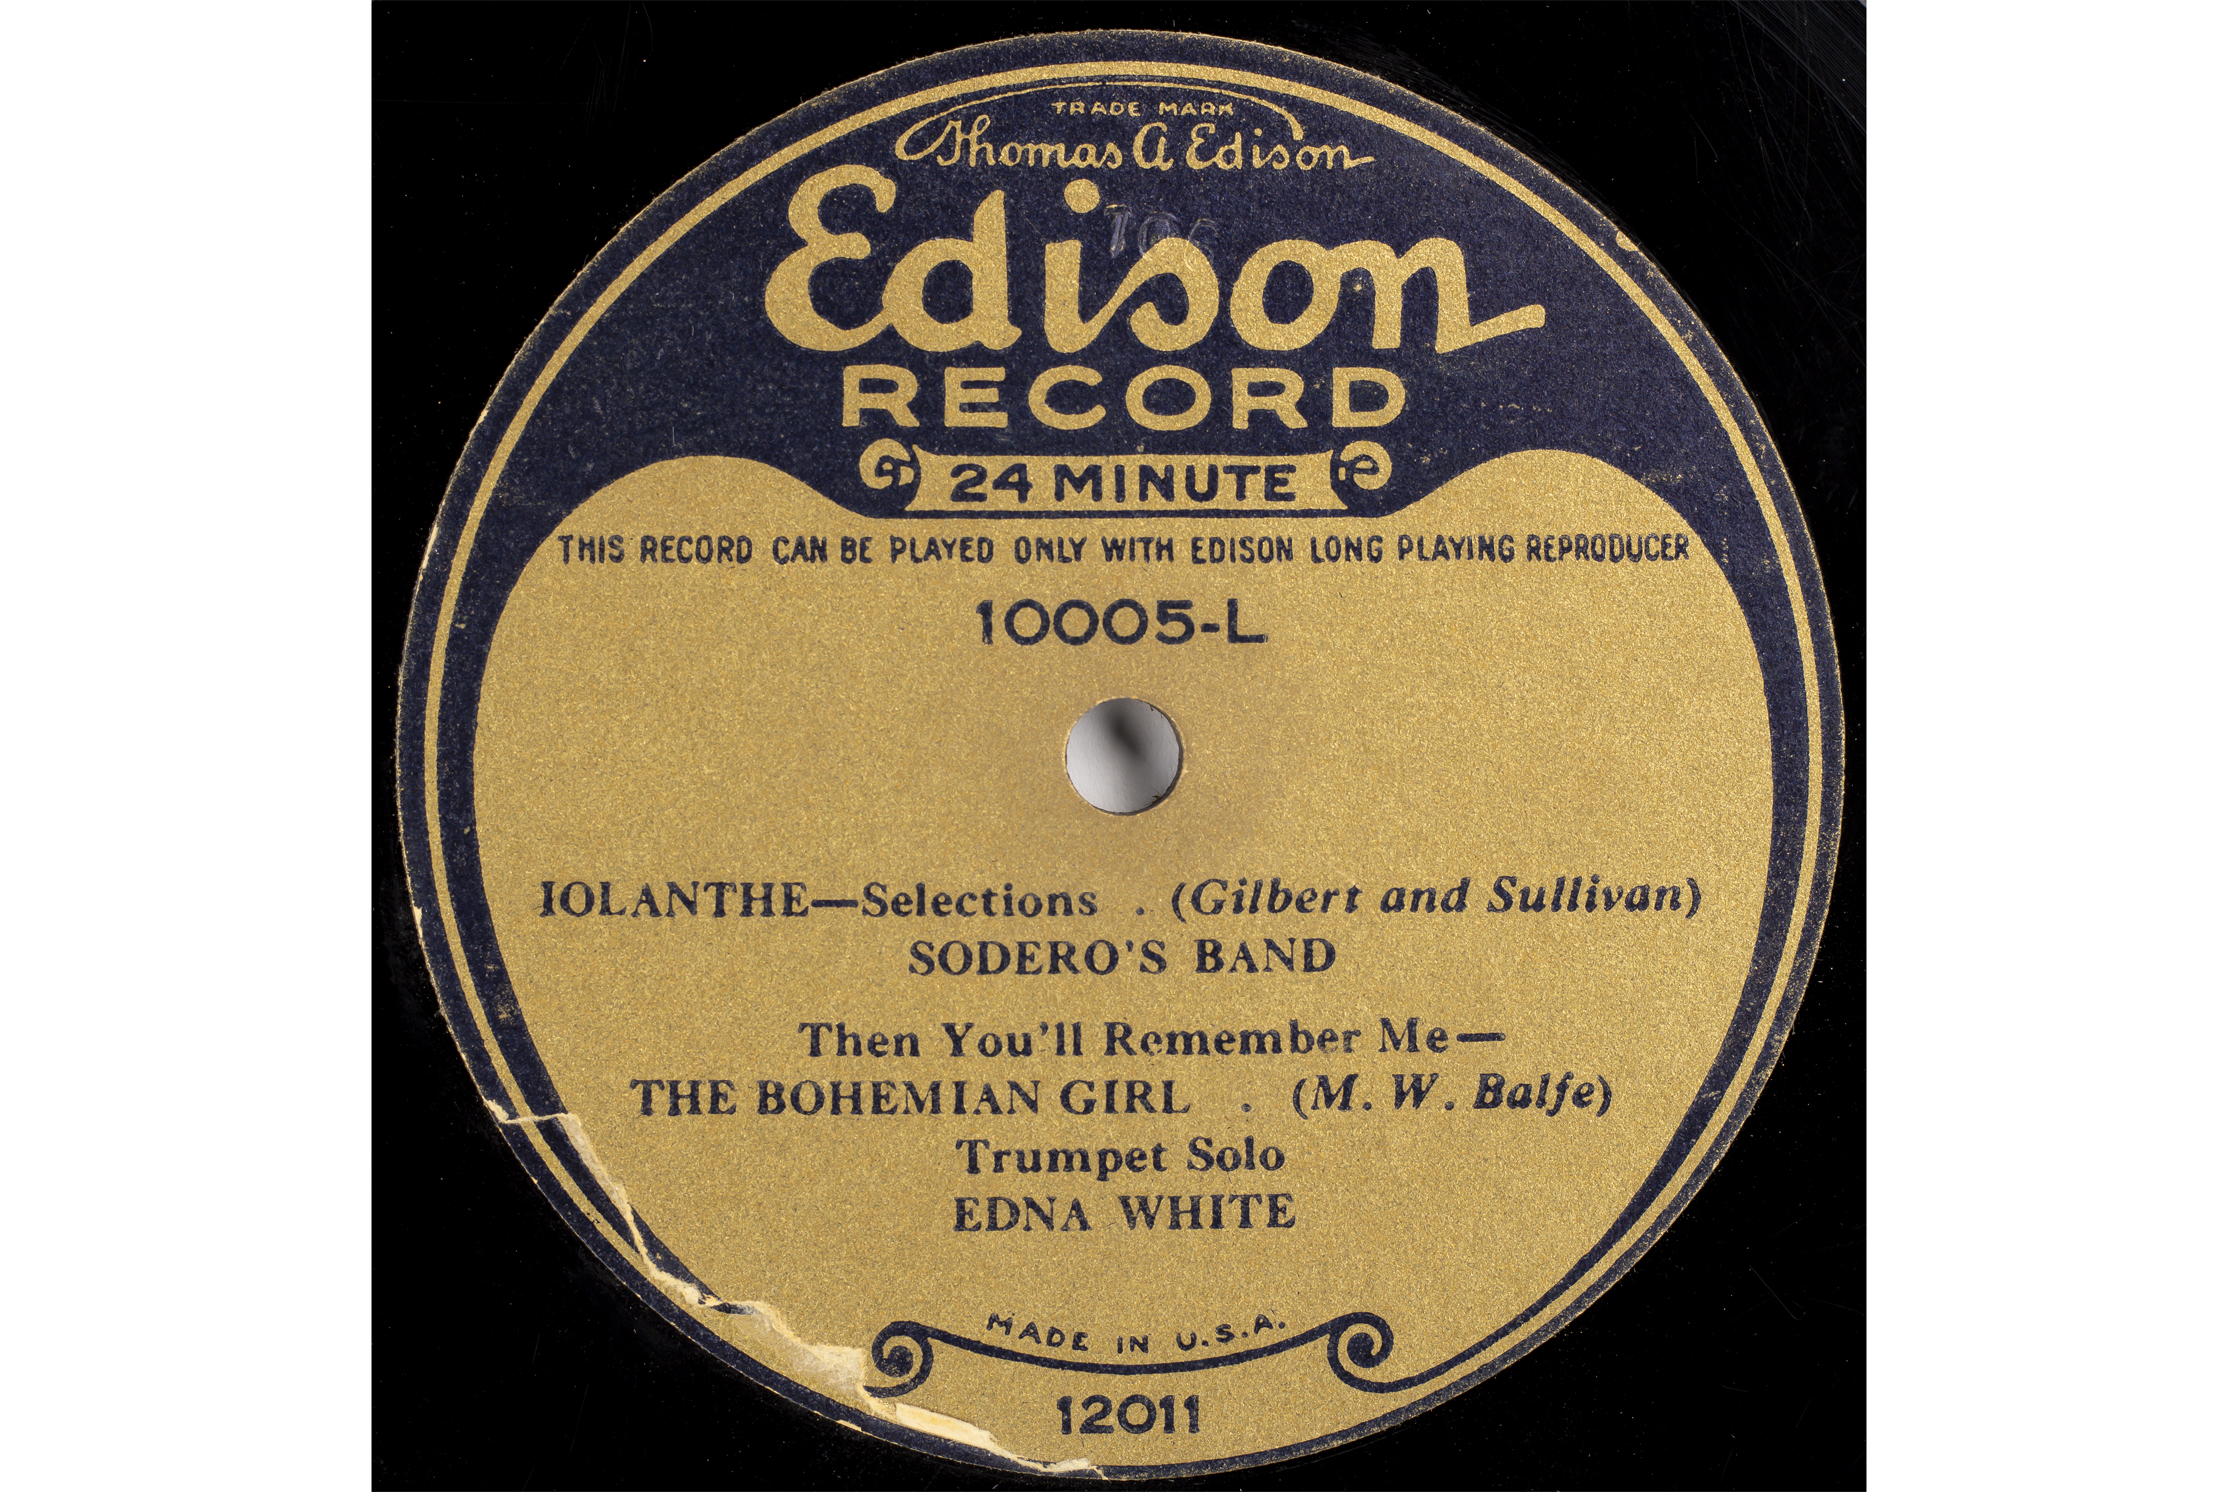 TRADE MARK
Thomas A Edison
Edison
RECORD
24 MINUTE
THIS RECORD CAN BE PLAYED ONLY WITH EDISON LONG PLAYING REPRODUCER
10005-L
IOLANTHE—Selections . (Gilbert and Sullivan)
SODERO'S BAND
Then You'll Remember Me—
THE BOHEMIAN GIRL . (M. W. Balfe)
Trumpet Solo
EDNA WHITE
MADE IN U.S.A.
12011